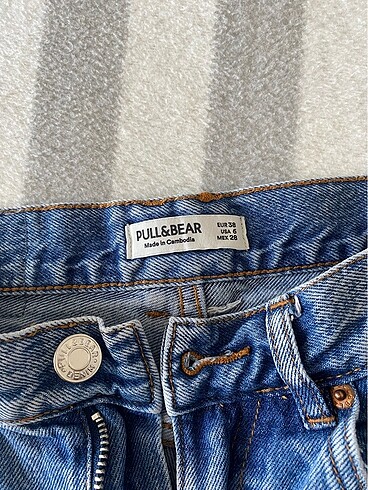 PULL&BEAR
Made in Cambodia
EUR 38
USA 6
MEX 28